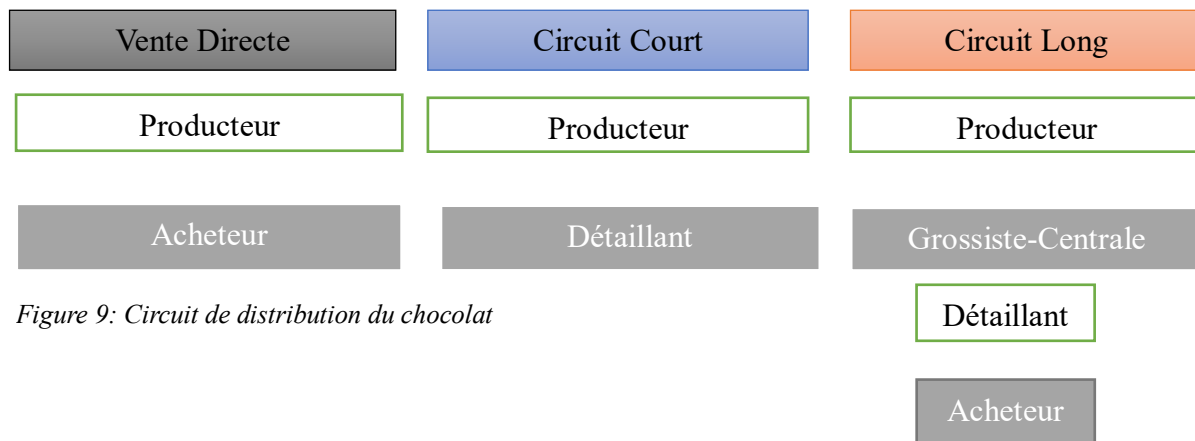 Vente Directe
Circuit Court
Circuit Long
Producteur
Producteur
Producteur
Acheteur
Détaillant
Grossiste-Centrale
Figure 9: Circuit de distribution du chocolat
Détaillant
Acheteur